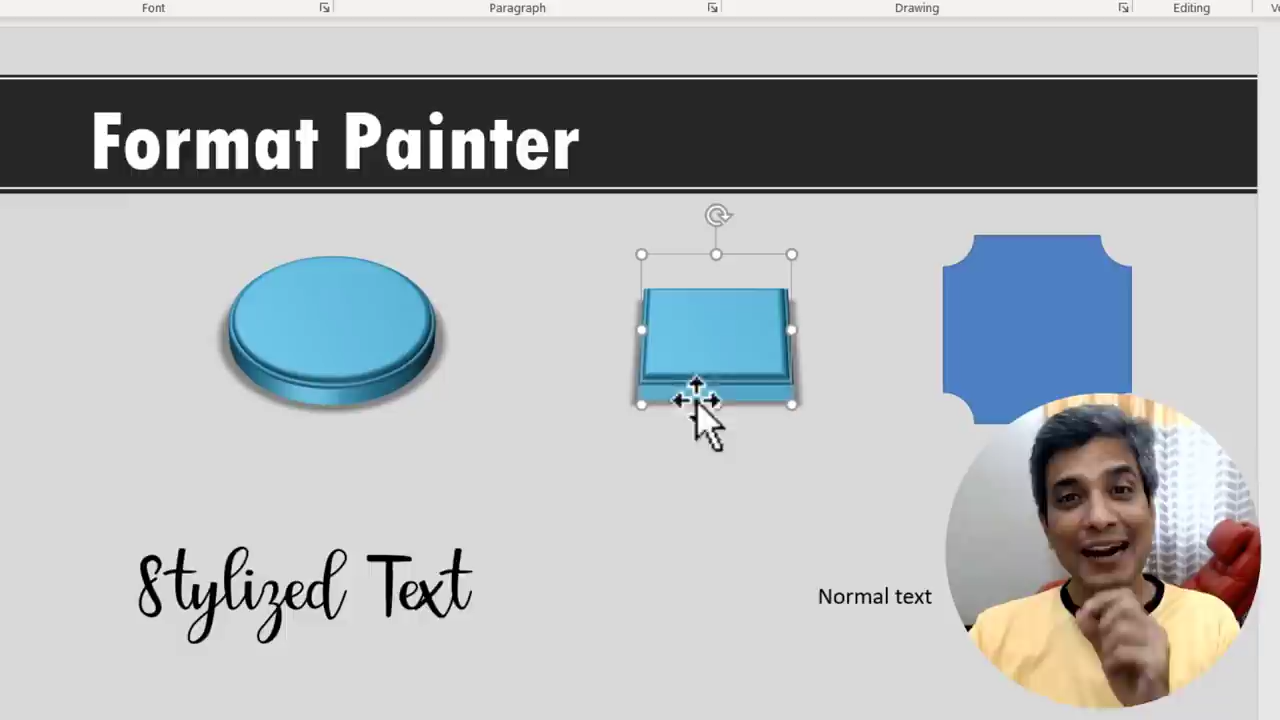 Font
Paragraph
Drawing
Editing
Format Painter
Stylized Text
Normal text